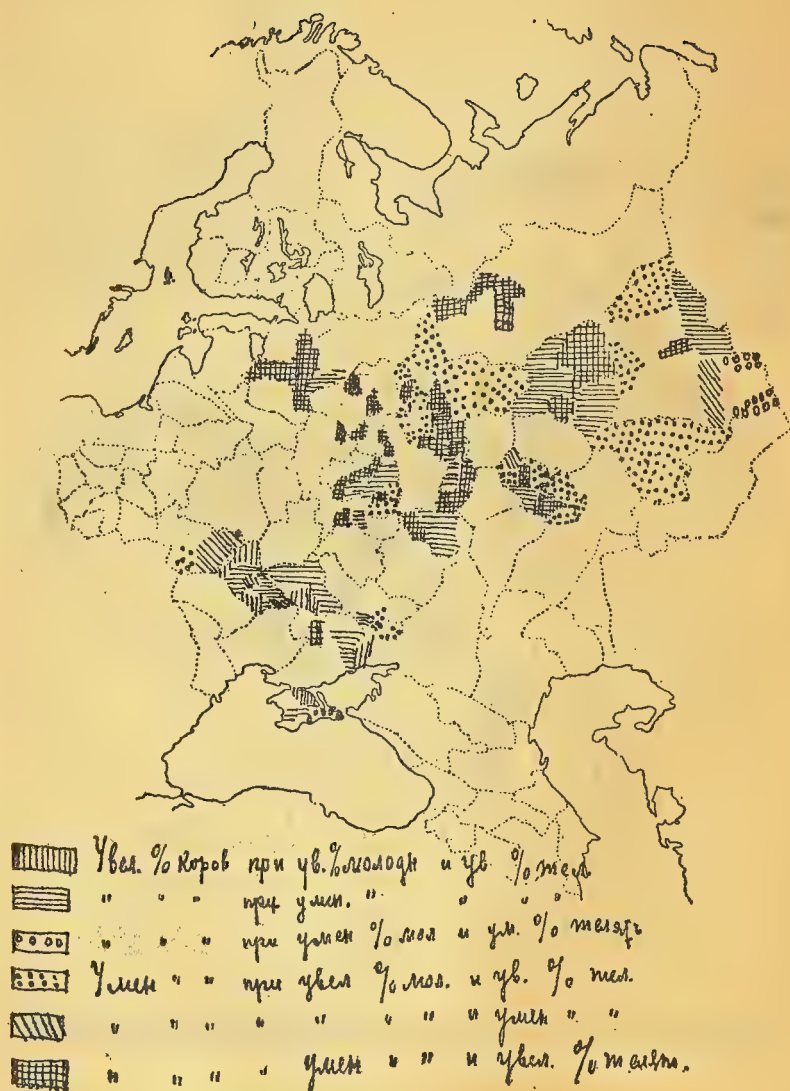 Увел. % коров при ув. % молодн и ув % тел
" " " при умен. " " " "
" " " при умен % мол и ум. % телят
Умен " " при увел % мол. и ув. % тел.
" " " " " " " и умен " "
" " " " умен " " и увел. % телят.